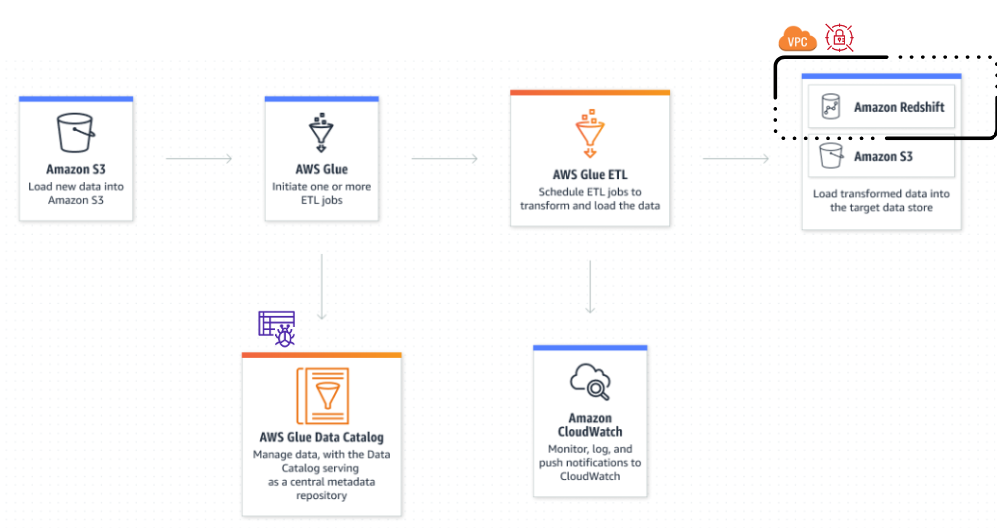 VPC
Amazon Redshift
Amazon S3
Load transformed data into
the target data store
Amazon S3
Load new data into
Amazon S3
AWS Glue
Initiate one or more
ETL jobs
AWS Glue ETL
Schedule ETL jobs to
transform and load the data
AWS Glue Data Catalog
Manage data, with the Data
Catalog serving
as a central metadata
repository
Amazon
CloudWatch
Monitor, log, and
push notifications to
CloudWatch